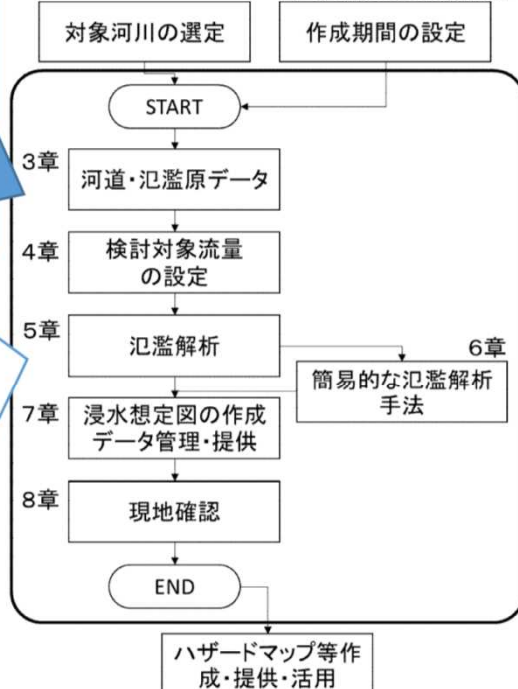 対象河川の選定
作成期間の設定
START
3章
河道・氾濫原データ
4章
検討対象流量
の設定
5章
氾濫解析
6章
簡易的な氾濫解析
手法
7章
浸水想定図の作成
データ管理・提供
8章
現地確認
END
ハザードマップ等作
成・提供・活用